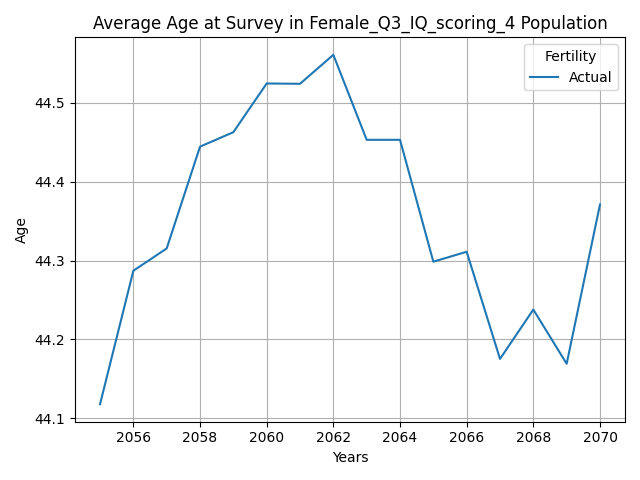 Average Age at Survey in Female_Q3_IQ_scoring_4 Population
Fertility
Actual
44.5
44.4
44.3
44.2
44.1
Age
2056 2058 2060 2062 2064 2066 2068 2070
Years